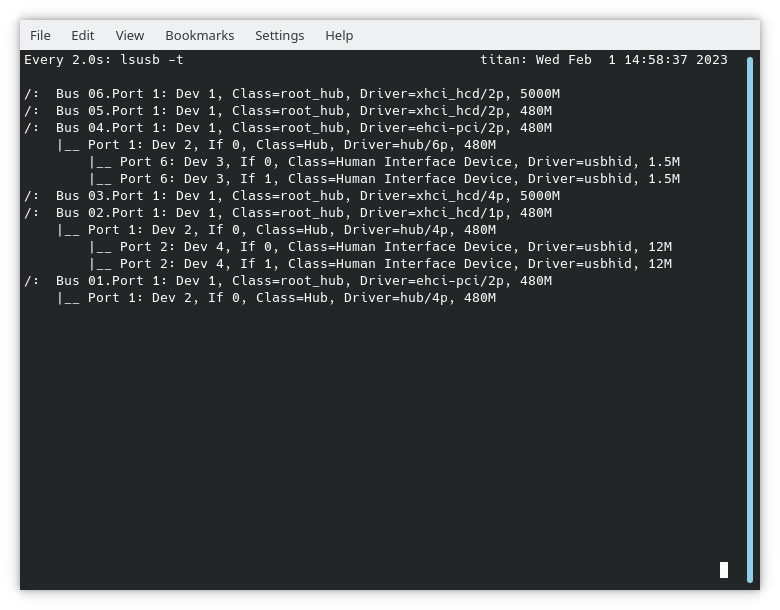 File Edit View Bookmarks Settings Help
Every 2.0s: lsusb -t                                     titan: Wed Feb  1 14:58:37 2023
/:  Bus 06.Port 1: Dev 1, Class=root_hub, Driver=xhci_hcd/2p, 5000M
/:  Bus 05.Port 1: Dev 1, Class=root_hub, Driver=xhci_hcd/2p, 480M
/:  Bus 04.Port 1: Dev 1, Class=root_hub, Driver=ehci-pci/2p, 480M
    |__ Port 1: Dev 2, If 0, Class=Hub, Driver=hub/6p, 480M
        |__ Port 6: Dev 3, If 0, Class=Human Interface Device, Driver=usbhid, 1.5M
        |__ Port 6: Dev 3, If 1, Class=Human Interface Device, Driver=usbhid, 1.5M
/:  Bus 03.Port 1: Dev 1, Class=root_hub, Driver=xhci_hcd/4p, 5000M
/:  Bus 02.Port 1: Dev 1, Class=root_hub, Driver=xhci_hcd/1p, 480M
    |__ Port 1: Dev 2, If 0, Class=Hub, Driver=hub/4p, 480M
        |__ Port 2: Dev 4, If 0, Class=Human Interface Device, Driver=usbhid, 12M
        |__ Port 2: Dev 4, If 1, Class=Human Interface Device, Driver=usbhid, 12M
/:  Bus 01.Port 1: Dev 1, Class=root_hub, Driver=ehci-pci/2p, 480M
    |__ Port 1: Dev 2, If 0, Class=Hub, Driver=hub/4p, 480M